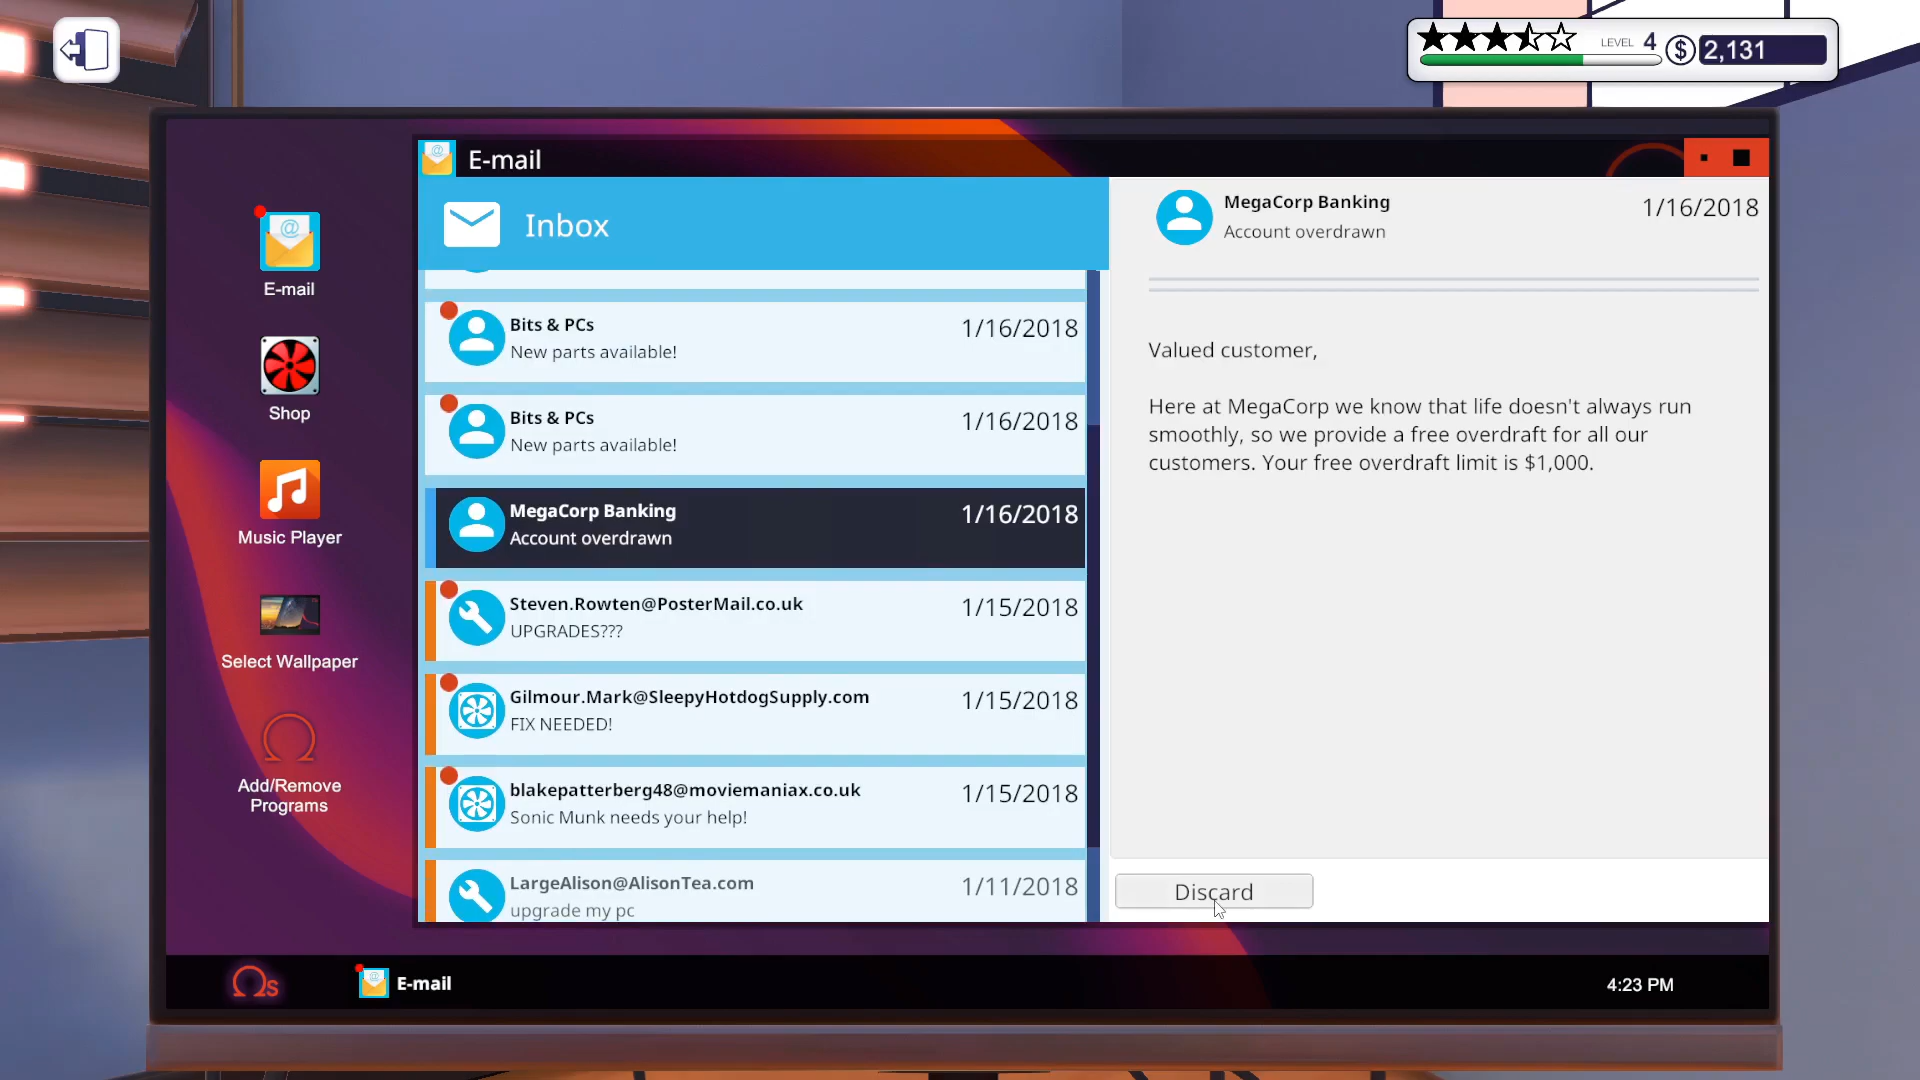 LEVEL 4
$ 2,131
E-mail
Inbox
MegaCorp Banking
1/16/2018
Account overdrawn
Valued customer,
Here at MegaCorp we know that life doesn't always run
smoothly, so we provide a free overdraft for all our
customers. Your free overdraft limit is $1,000.
Discard
Bits & PCs
1/16/2018
New parts available!
Bits & PCs
1/16/2018
New parts available!
MegaCorp Banking
1/16/2018
Account overdrawn
Steven.Rowten@PosterMail.co.uk
1/15/2018
UPGRADES???
Gilmour.Mark@SleepyHotdogSupply.com
1/15/2018
FIX NEEDED!
blakepatterberg48@moviemaniax.co.uk
1/15/2018
Sonic Munk needs your help!
LargeAlison@AlisonTea.com
1/11/2018
upgrade my pc
E-mail
Shop
Music Player
Select Wallpaper
Add/Remove
Programs
Ωs
E-mail
4:23 PM